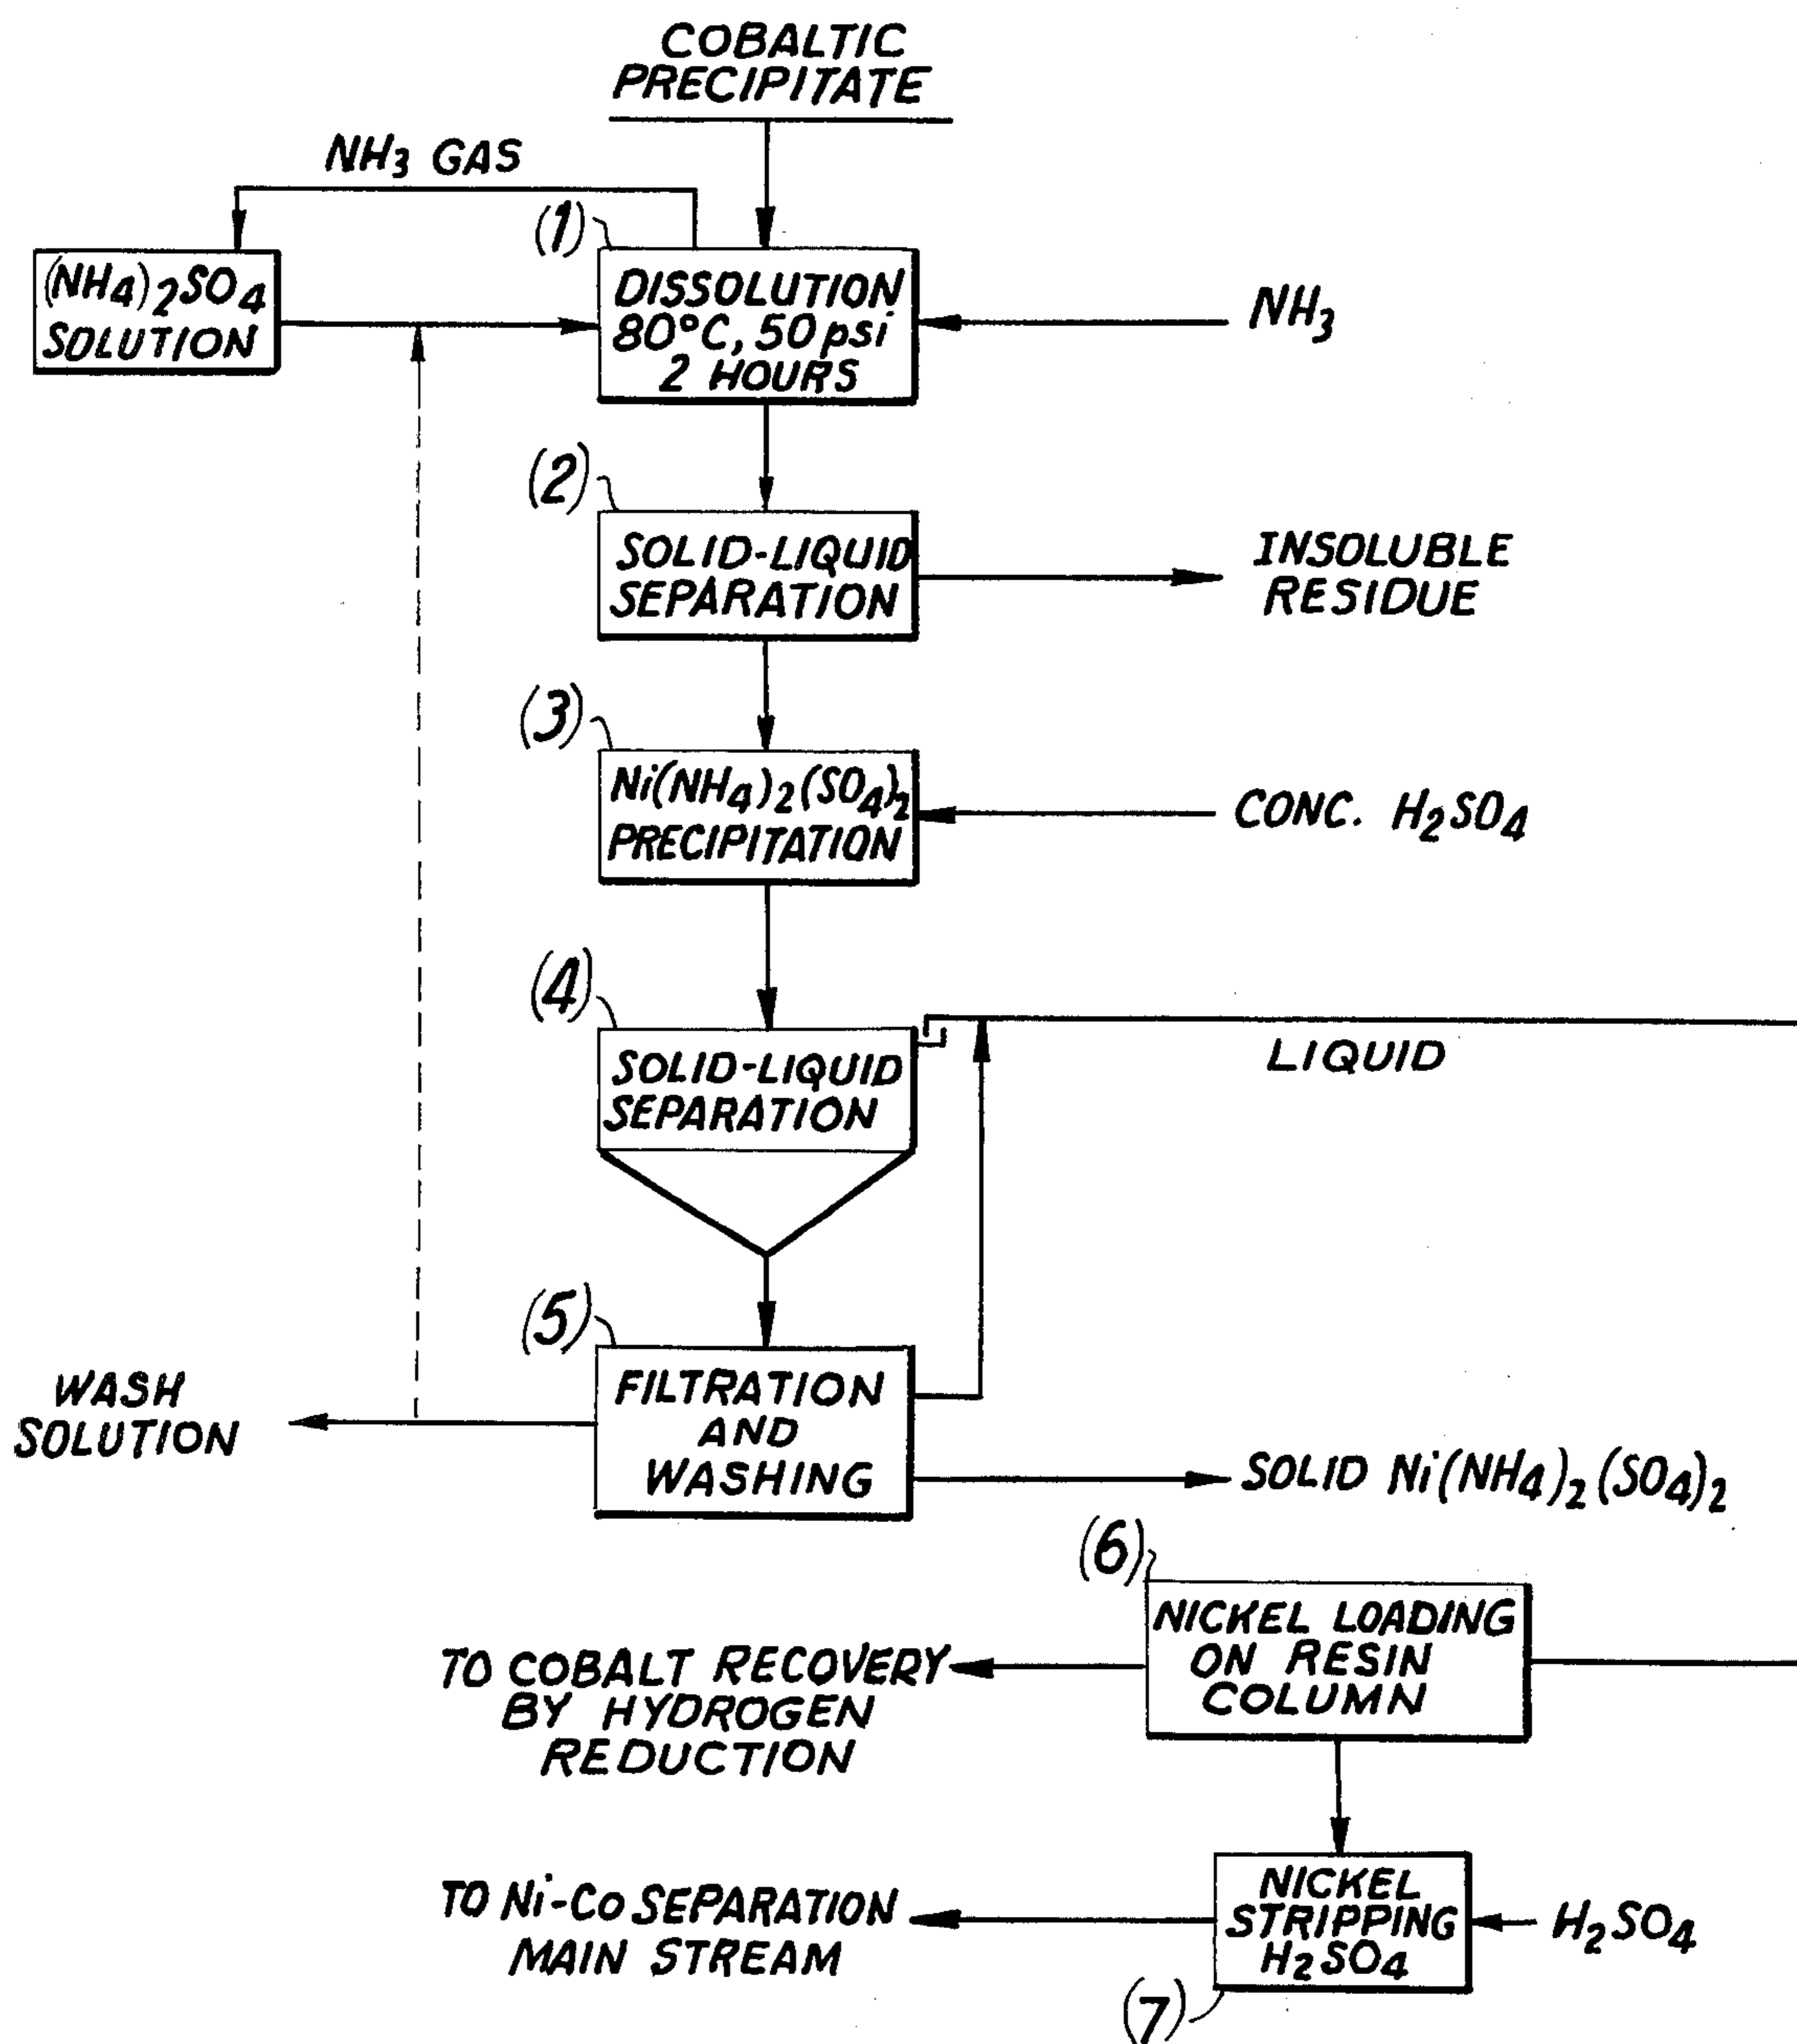 COBALTIC
PRECIPITATE
NH3 GAS
(1)
(NH4)2SO4
SOLUTION
DISSOLUTION
80°C, 50 psi
2 HOURS
NH3
(2)
SOLID-LIQUID
SEPARATION
INSOLUBLE
RESIDUE
(3)
Ni(NH4)2(SO4)2
PRECIPITATION
CONC. H2SO4
(4)
SOLID-LIQUID
SEPARATION
LIQUID
(5)
FILTRATION
AND
WASHING
WASH
SOLUTION
SOLID Ni(NH4)2(SO4)2
(6)
NICKEL LOADING
ON RESIN
COLUMN
TO COBALT RECOVERY
BY HYDROGEN
REDUCTION
NICKEL
STRIPPING
H2SO4
H2SO4
TO Ni-Co SEPARATION
MAIN STREAM
(7)